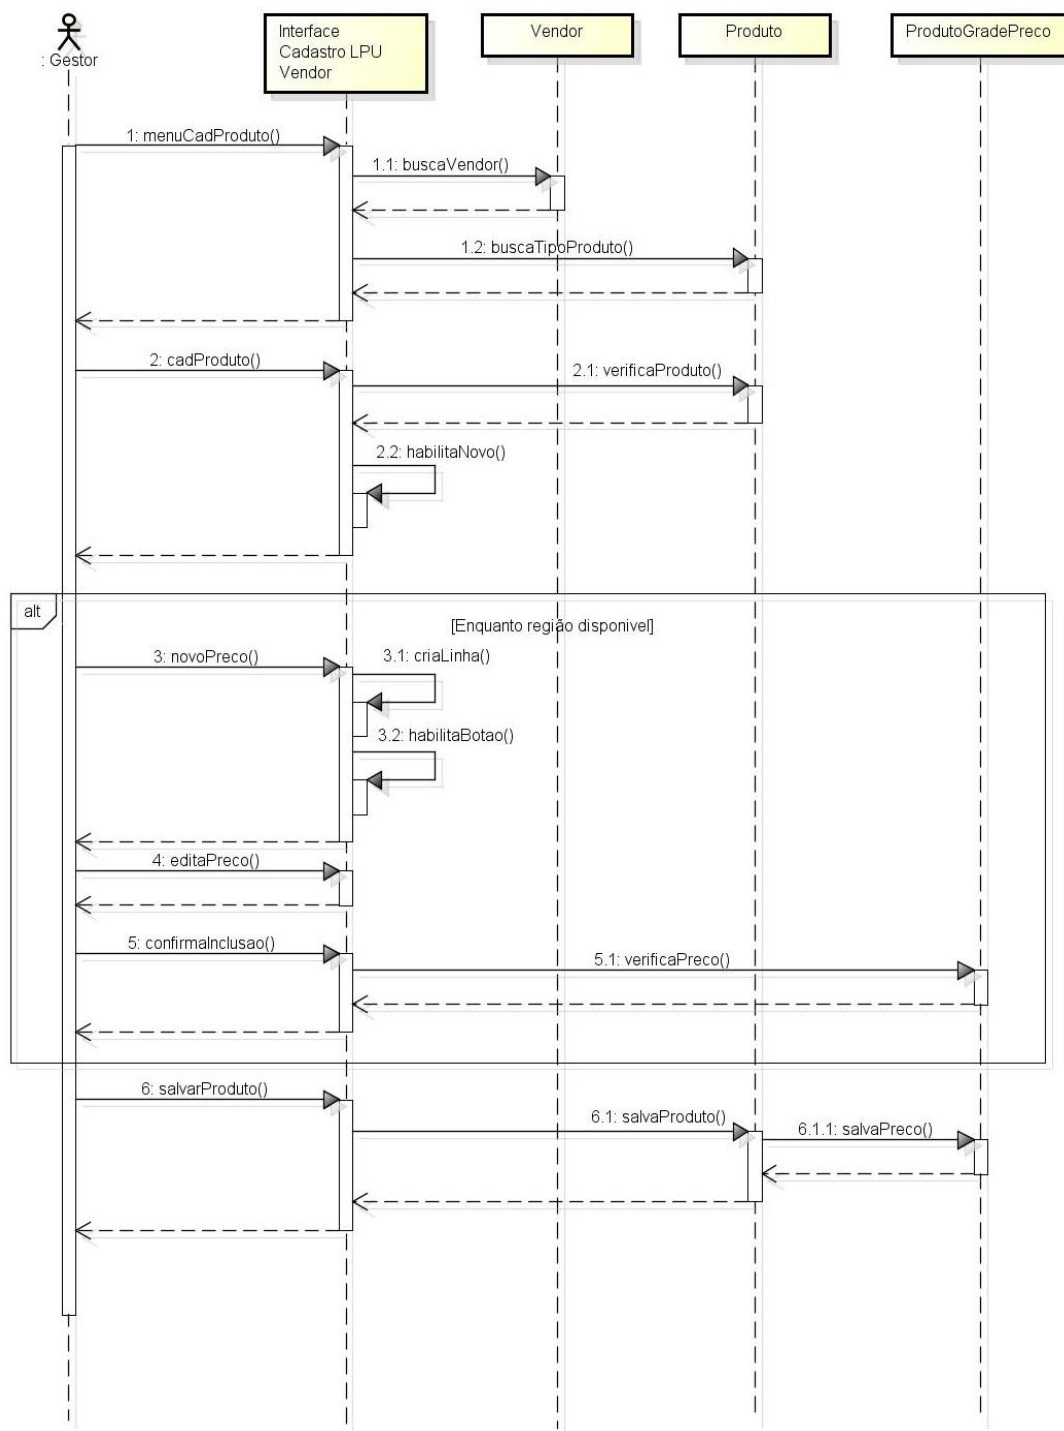 : Gestor
Interface
Cadastro LPU
Vendor
Vendor
Produto
ProdutoGradePreco
1: menuCadProduto()
1.1: buscaVendor()
1.2: buscaTipoProduto()
2: cadProduto()
2.1: verificaProduto()
2.2: habilitaNovo()
alt
[Enquanto região disponivel]
3: novoPreco()
3.1: criaLinha()
3.2: habilitaBotao()
4: editaPreco()
5: confirmaInclusao()
5.1: verificaPreco()
6: salvarProduto()
6.1: salvaProduto()
6.1.1: salvaPreco()